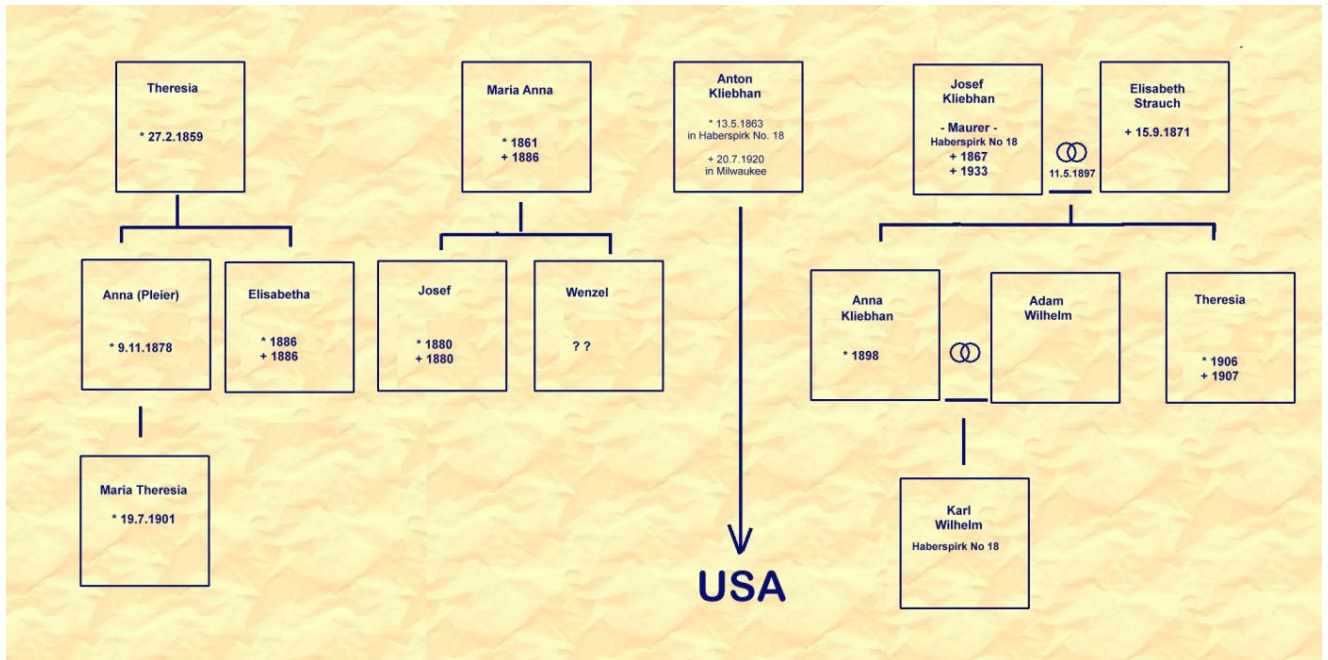 Theresia
* 27.2.1859
Maria Anna
* 1861
+ 1886
Anton
Kliebhan
* 13.5.1863
in Haberspirk No. 18
+ 20.7.1920
in Milwaukee
Josef
Kliebhan
- Maurer -
Haberspirk No 18
+ 1867
+ 1933
11.5.1897
Elisabeth
Strauch
+ 15.9.1871
Anna (Pleier)
* 9.11.1878
Elisabetha
* 1886
+ 1886
Josef
* 1880
+ 1880
Wenzel
? ?
Anna
Kliebhan
* 1898
Adam
Wilhelm
Theresia
* 1906
+ 1907
Maria Theresia
* 19.7.1901
Karl
Wilhelm
Haberspirk No 18
USA